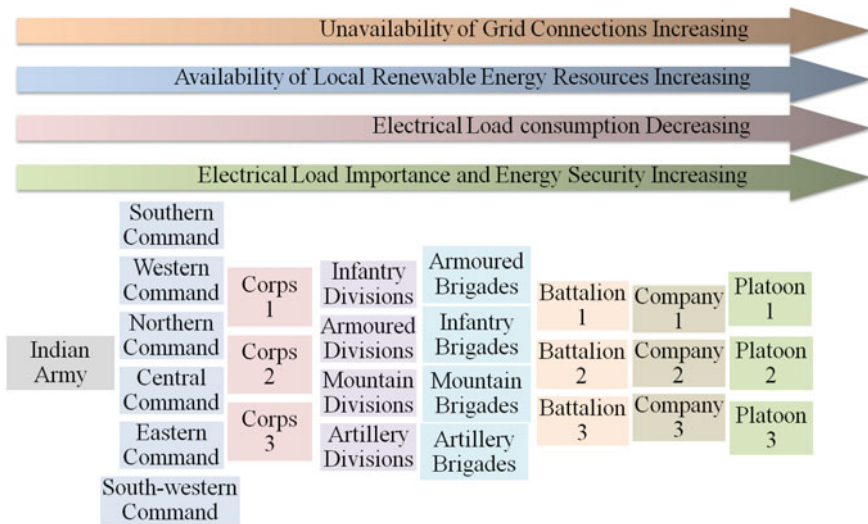 Unavailability of Grid Connections Increasing
Availability of Local Renewable Energy Resources Increasing
Electrical Load consumption Decreasing
Electrical Load Importance and Energy Security Increasing
Indian
Army
Southern
Command
Western
Command
Northern
Command
Central
Command
Eastern
Command
South-western
Command
Corps
1
Corps
2
Corps
3
Infantry
Divisions
Armoured
Divisions
Mountain
Divisions
Artillery
Divisions
Armoured
Brigades
Infantry
Brigades
Mountain
Brigades
Artillery
Brigades
Battalion
1
Battalion
2
Battalion
3
Company
1
Company
2
Company
3
Platoon
1
Platoon
2
Platoon
3